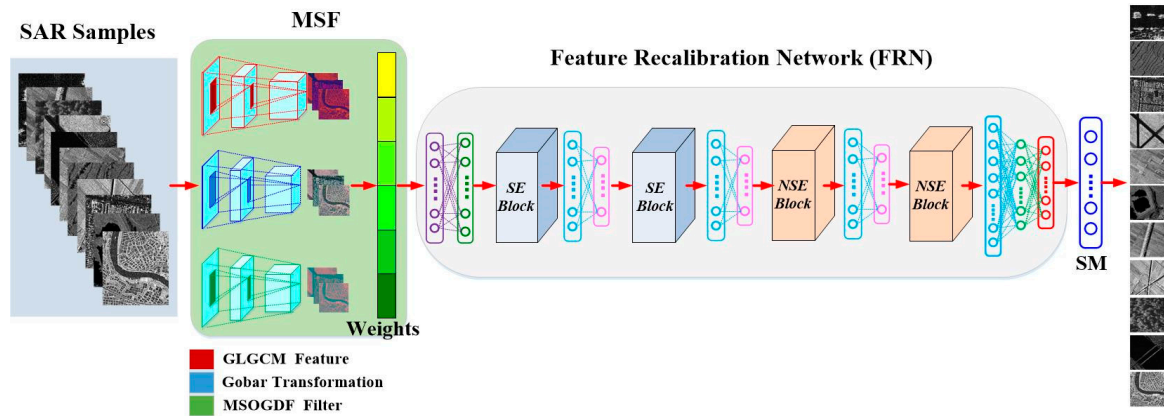 SAR Samples
MSF
Weights
GLGCM Feature
Gobar Transformation
MSOGDF Filter
Feature Recalibration Network (FRN)
SE
Block
SE
Block
NSE
Block
NSE
Block
SM